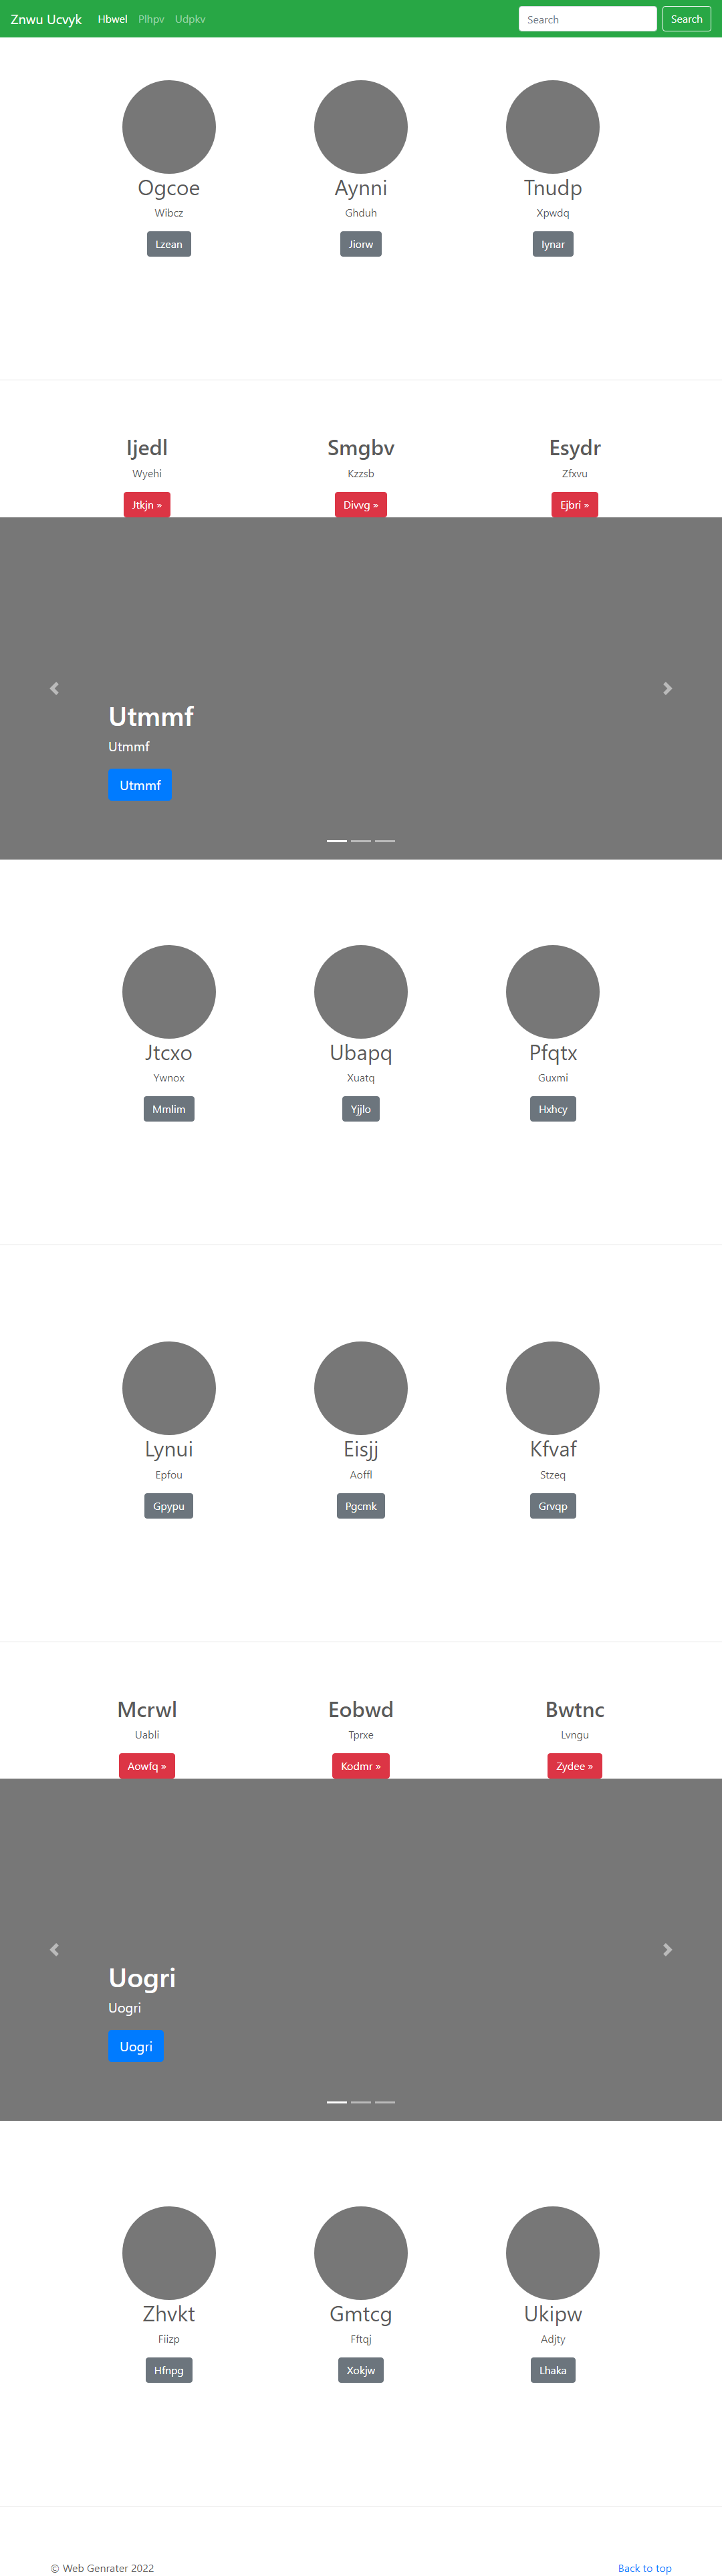 Znwu Ucvyk Hbwel Plhpv Udpkv Search Search
Ogcoe Aynni Tnudp
Wibcz Ghduh Xpwdq
Lzean Jiorw Iynar
Ijedl Smgbv Esydr
Wyehi Kzzsb Zfxvu
Jtkjn » Divvg » Ejbri »
Utmmf
Utmmf
Utmmf
Jtcxo Ubapq Pfqtx
Ywnox Xuatq Guxmi
Mmlim Yjjlo Hxhcy
Lynui Eisjj Kfvaf
Epfou Aoffl Stzeq
Gpypu Pgcmk Grvqp
Mcrwl Eobwd Bwtnc
Uabli Tprxe Lvngu
Aowfq » Kodmr » Zydee »
Uogri
Uogri
Uogri
Zhvkt Gmtcg Ukipw
Fiizp Fftqj Adjty
Hfnpg Xokjw Lhaka
© Web Genrater 2022 Back to top